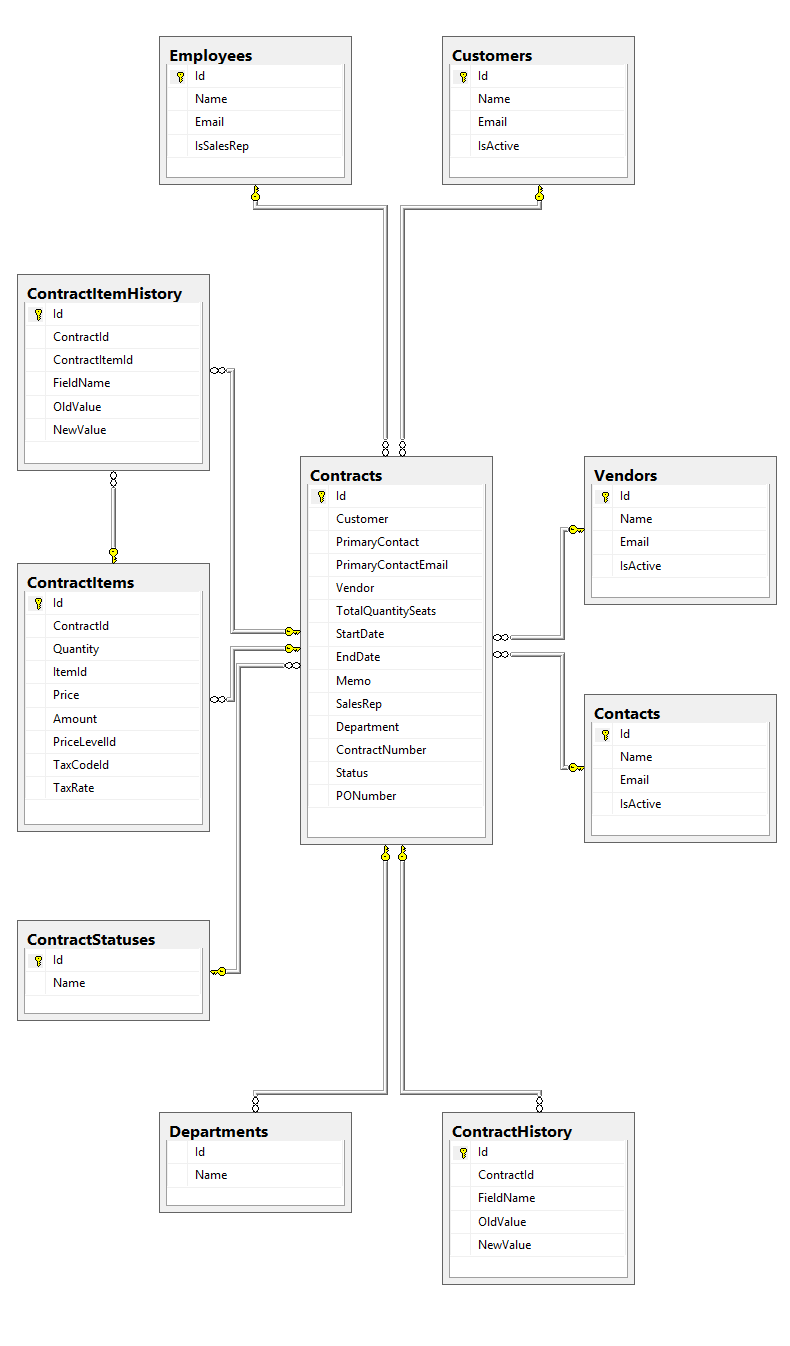 Employees
Id
Name
Email
IsSalesRep
Customers
Id
Name
Email
IsActive
ContractItemHistory
Id
ContractId
ContractItemId
FieldName
OldValue
NewValue
Contracts
Id
Customer
PrimaryContact
PrimaryContactEmail
Vendor
TotalQuantitySeats
StartDate
EndDate
Memo
SalesRep
Department
ContractNumber
Status
PONumber
Vendors
Id
Name
Email
IsActive
ContractItems
Id
ContractId
Quantity
ItemId
Price
Amount
PriceLevelId
TaxCodeId
TaxRate
Contacts
Id
Name
Email
IsActive
ContractStatuses
Id
Name
Departments
Id
Name
ContractHistory
Id
ContractId
FieldName
OldValue
NewValue